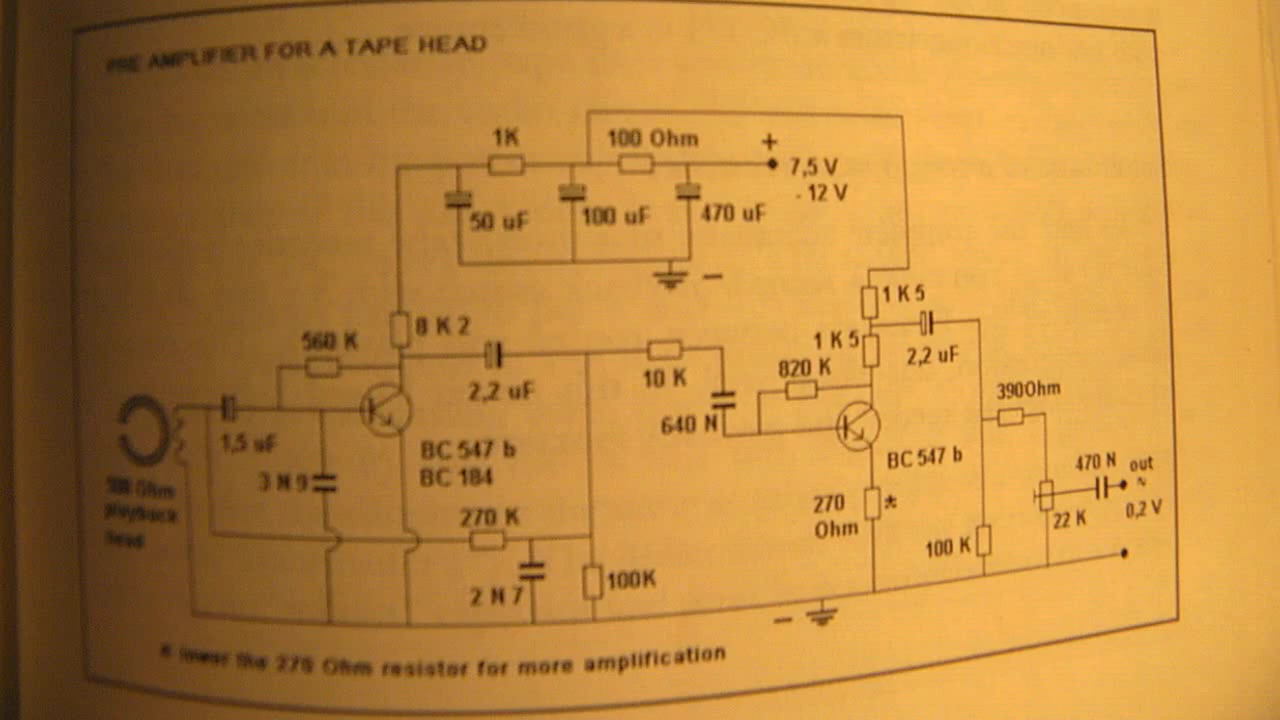 PRE AMPLIFIER FOR A TAPE HEAD
1K
100 Ohm
+
7,5 V
- 12 V
50 uF
100 uF
470 uF
−
8 K 2
560 K
2,2 uF
1,5 uF
3 N 9
BC 547 b
BC 184
270 K
2 N 7
100K
10 K
640 N
820 K
1 K 5
1 K 5
2,2 uF
BC 547 b
270
Ohm
*
390Ohm
470 N
out
~
0,2 V
22 K
100 K
−
Ohm
playback
head
* lower the 270 Ohm resistor for more amplification